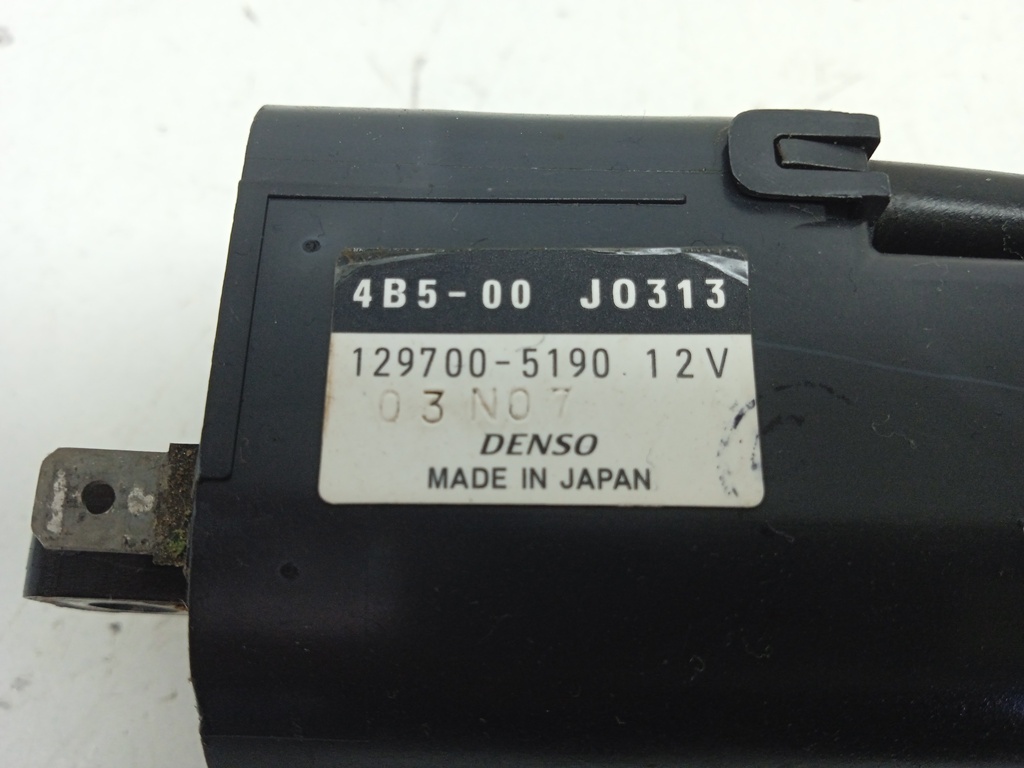 4B5-00 J0313
129700-5190 12V
03N07
DENSO
MADE IN JAPAN